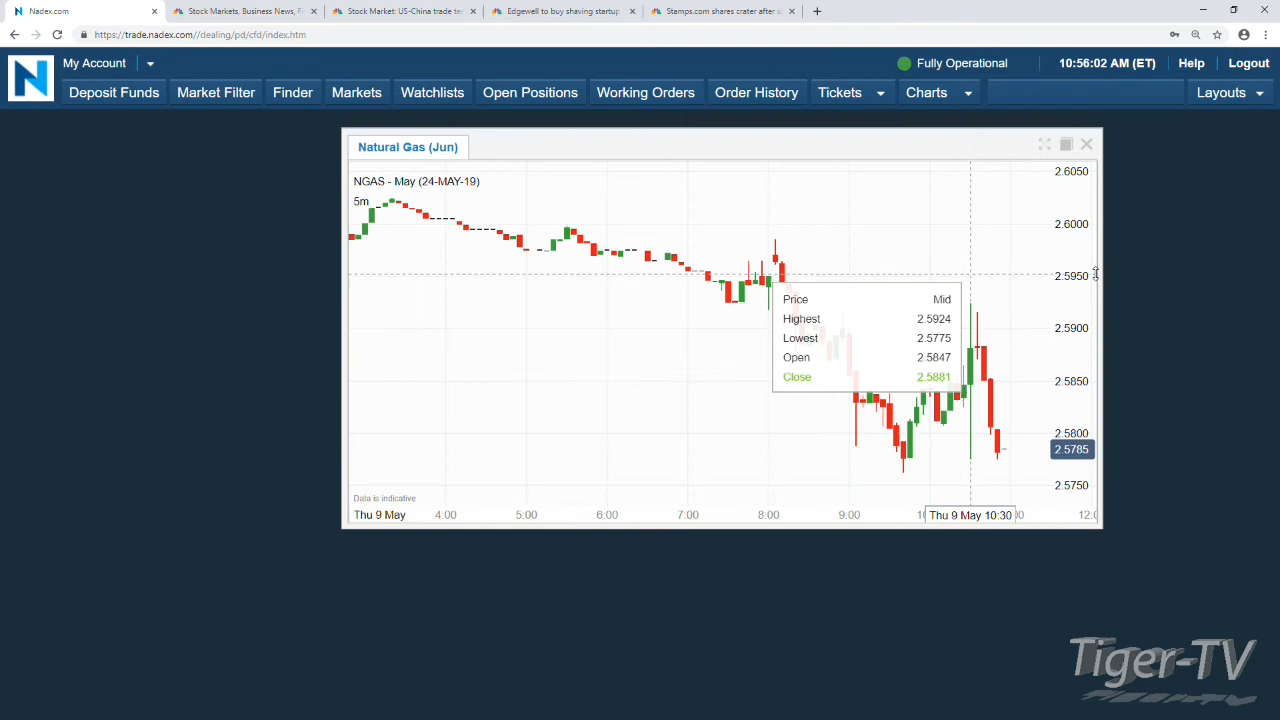 Nadex.com
Stock Markets, Business News, Fi
Stock Market: US-China trade te
Edgewell to buy shaving startup
Stamps.com shares crater after s
https://trade.nadex.com//dealing/pd/cfd/index.htm
N
My Account
Fully Operational
10:56:02 AM (ET)
Help
Logout
Deposit Funds
Market Filter
Finder
Markets
Watchlists
Open Positions
Working Orders
Order History
Tickets
Charts
Layouts
Natural Gas (Jun)
NGAS - May (24-MAY-19)
5m
2.6050
2.6000
2.5950
2.5900
2.5850
2.5800
2.5785
2.5750
Price Mid
Highest 2.5924
Lowest 2.5775
Open 2.5847
Close 2.5881
Data is indicative
Thu 9 May 4:00 5:00 6:00 7:00 8:00 9:00 Thu 9 May 10:30
Tiger-TV